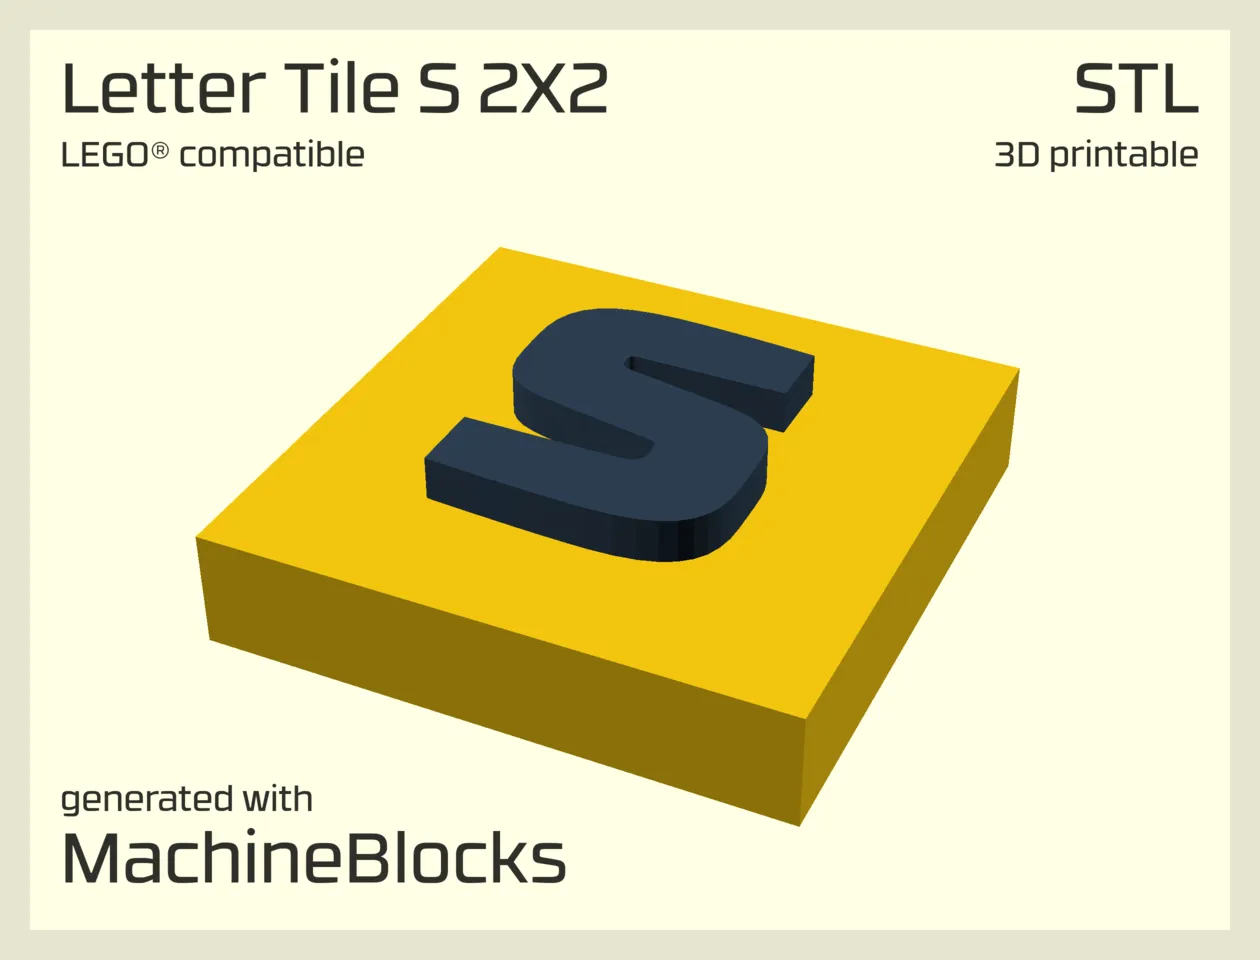 Letter Tile S 2X2
LEGO® compatible
STL
3D printable
S
generated with
MachineBlocks